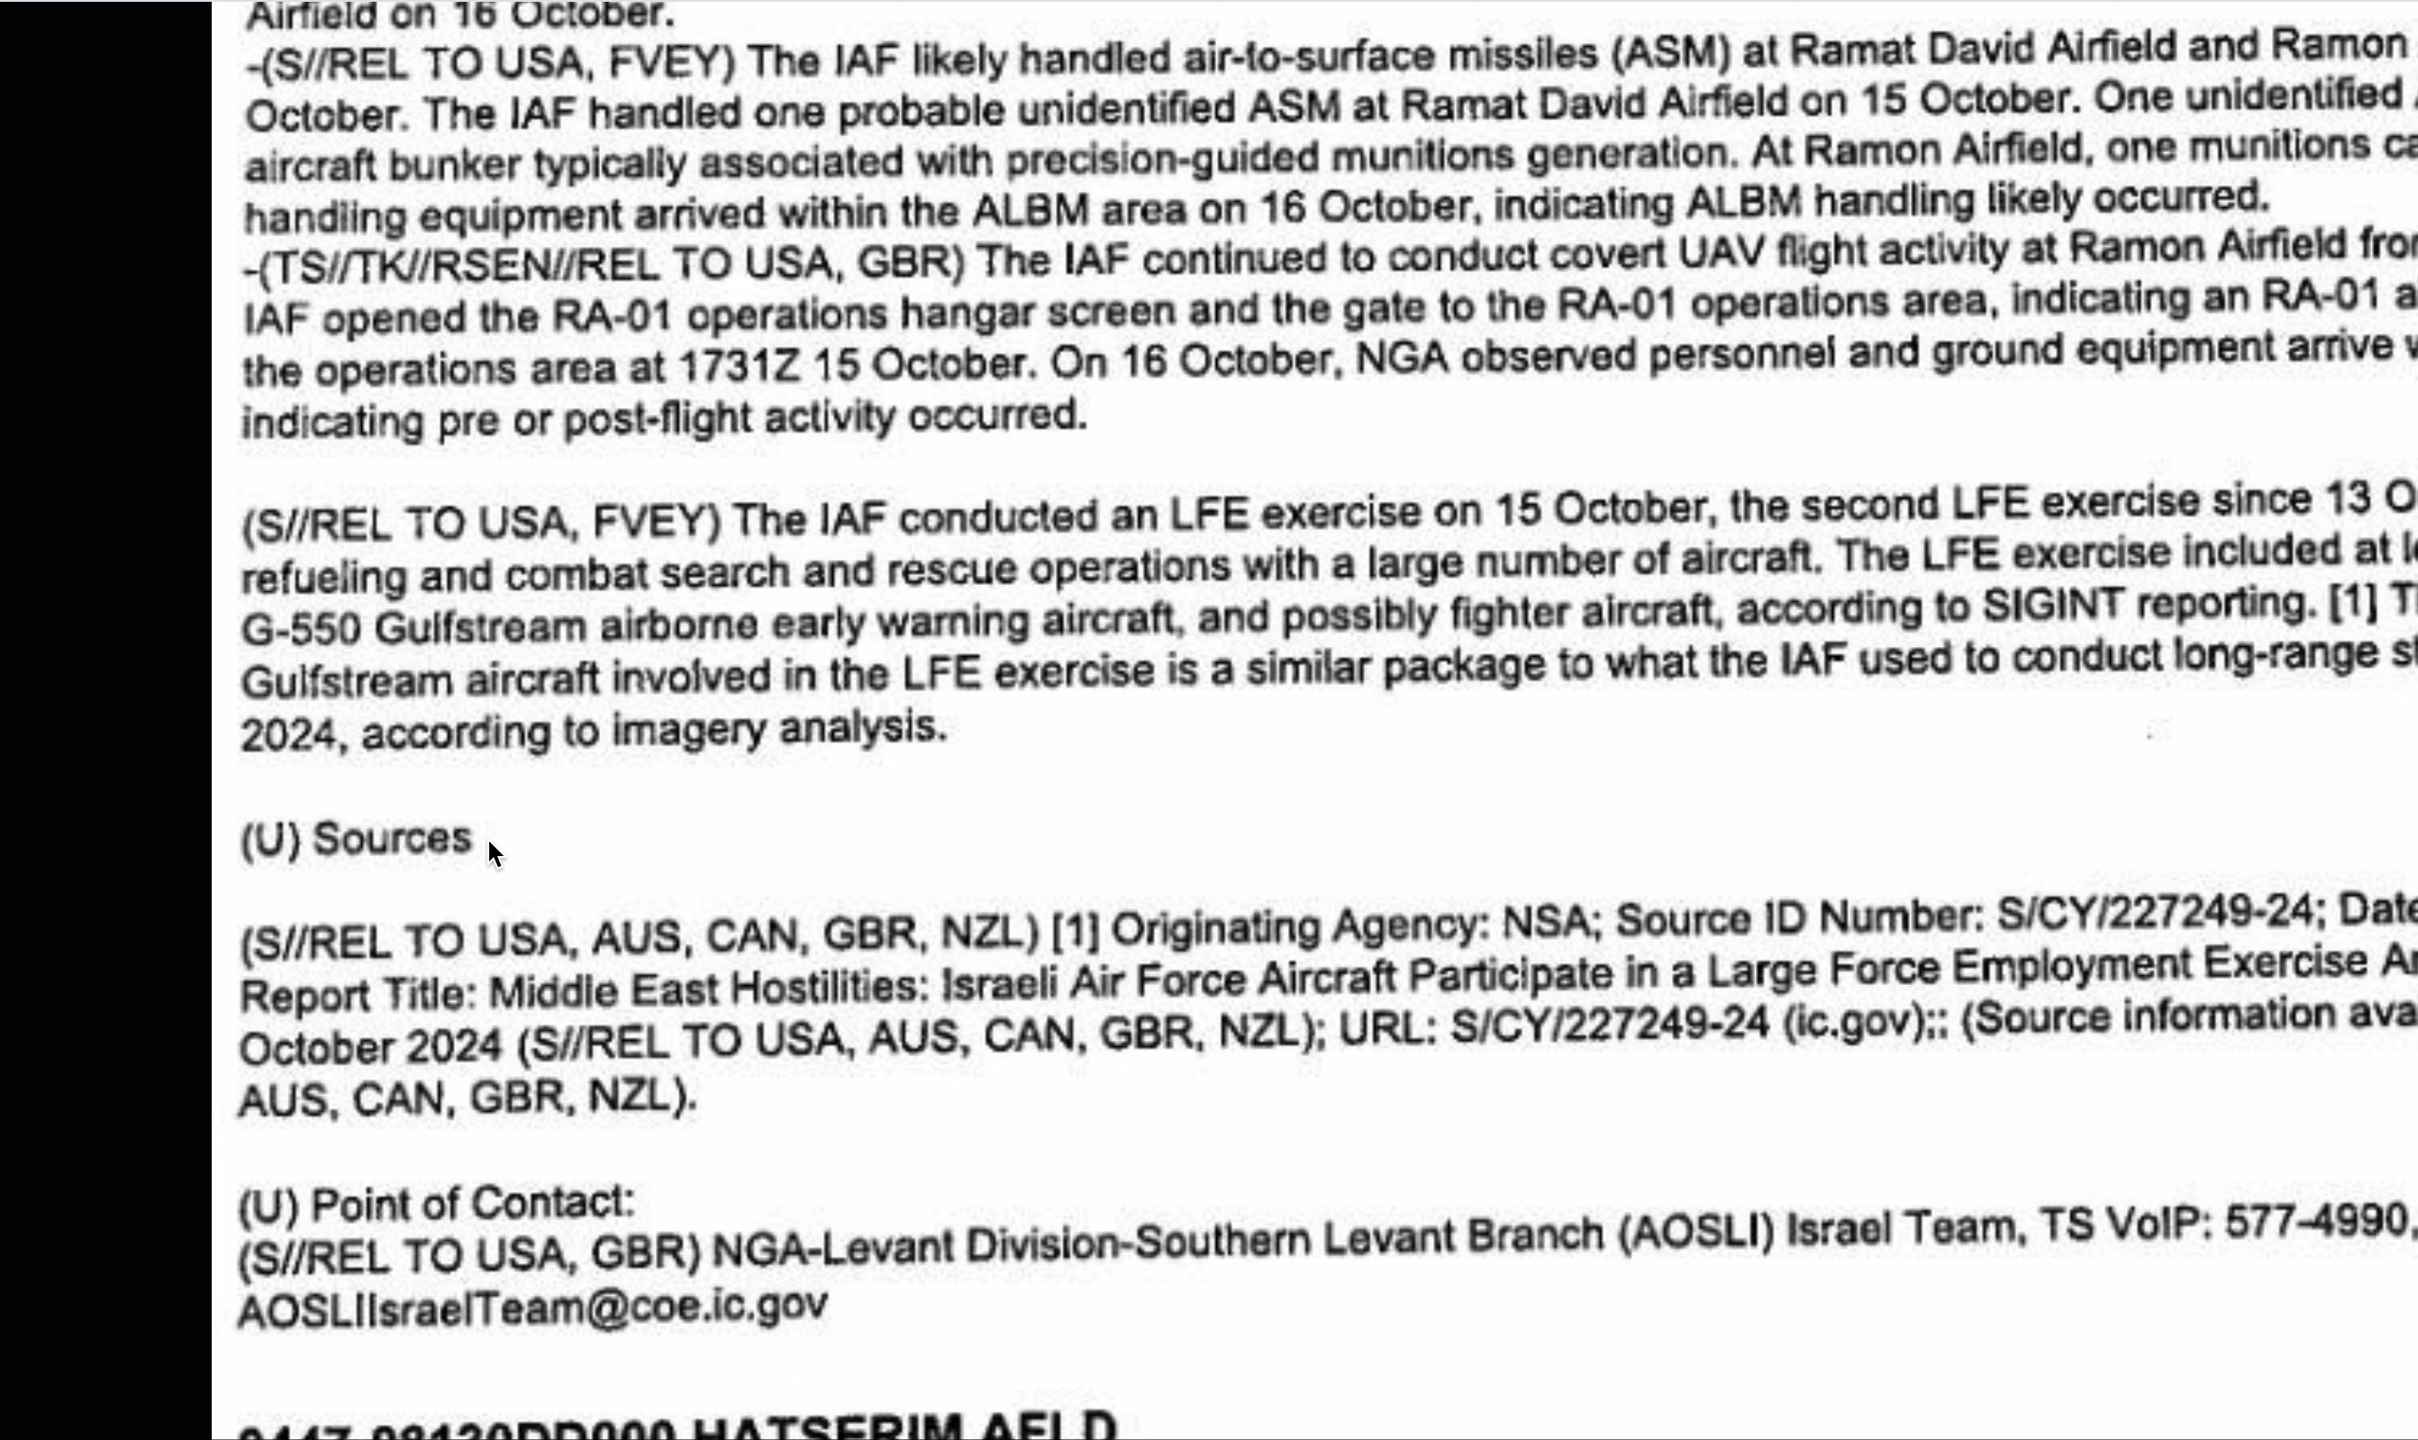 Airfield on 16 October.
-(S//REL TO USA, FVEY) The IAF likely handled air-to-surface missiles (ASM) at Ramat David Airfield and Ramon
October. The IAF handled one probable unidentified ASM at Ramat David Airfield on 15 October. One unidentified
aircraft bunker typically associated with precision-guided munitions generation. At Ramon Airfield, one munitions ca
handling equipment arrived within the ALBM area on 16 October, indicating ALBM handling likely occurred.
-(TS//TK//RSEN//REL TO USA, GBR) The IAF continued to conduct covert UAV flight activity at Ramon Airfield fro
IAF opened the RA-01 operations hangar screen and the gate to the RA-01 operations area, indicating an RA-01 a
the operations area at 1731Z 15 October. On 16 October, NGA observed personnel and ground equipment arrive w
indicating pre or post-flight activity occurred.
(S//REL TO USA, FVEY) The IAF conducted an LFE exercise on 15 October, the second LFE exercise since 13 O
refueling and combat search and rescue operations with a large number of aircraft. The LFE exercise included at le
G-550 Gulfstream airborne early warning aircraft, and possibly fighter aircraft, according to SIGINT reporting. [1] Th
Gulfstream aircraft involved in the LFE exercise is a similar package to what the IAF used to conduct long-range st
2024, according to imagery analysis.
(U) Sources
(S//REL TO USA, AUS, CAN, GBR, NZL) [1] Originating Agency: NSA; Source ID Number: S/CY/227249-24; Date
Report Title: Middle East Hostilities: Israeli Air Force Aircraft Participate in a Large Force Employment Exercise
October 2024 (S//REL TO USA, AUS, CAN, GBR, NZL); URL: S/CY/227249-24 (ic.gov);: (Source information ava
AUS, CAN, GBR, NZL).
(U) Point of Contact:
(S//REL TO USA, GBR) NGA-Levant Division-Southern Levant Branch (AOSLI) Israel Team, TS VoIP: 577-4990,
AOSLIIsraelTeam@coe.ic.gov
HATSERIM AFLD